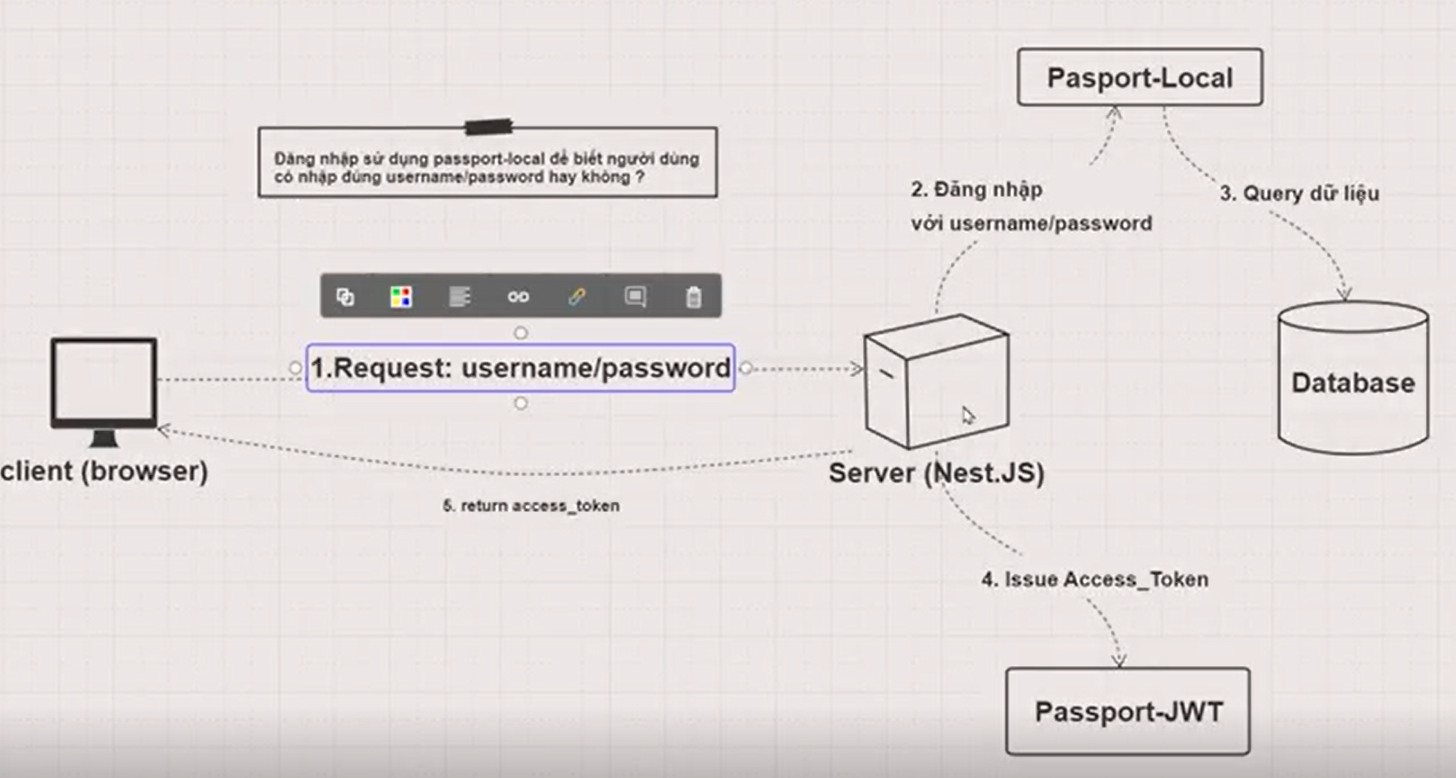 Pasport-Local
Đăng nhập sử dụng passport-local để biết người dùng
có nhập đúng username/password hay không ?
2. Đăng nhập
với username/password
3. Query dữ liệu
1.Request: username/password
Database
client (browser)
Server (Nest.JS)
5. return access_token
4. Issue Access_Token
Passport-JWT